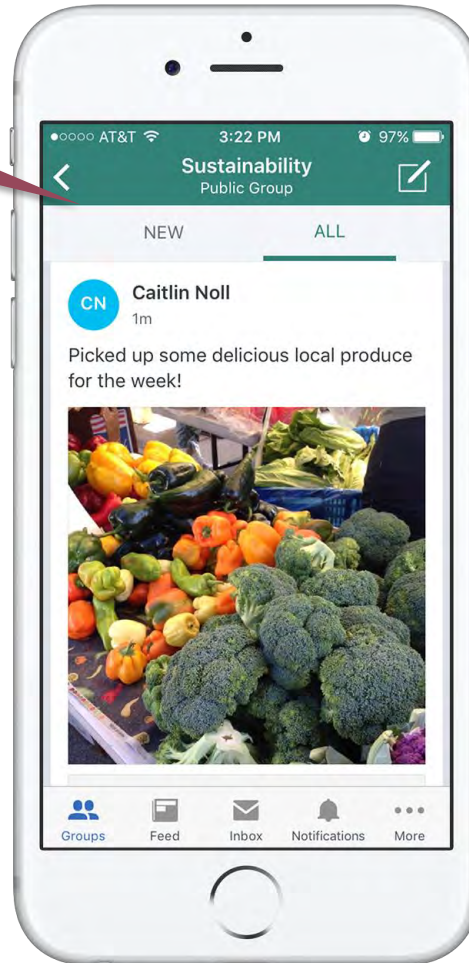 AT&T 3:22 PM 97%
Sustainability
Public Group
NEW ALL
CN Caitlin Noll
1m
Picked up some delicious local produce
for the week!
Groups Feed Inbox Notifications More